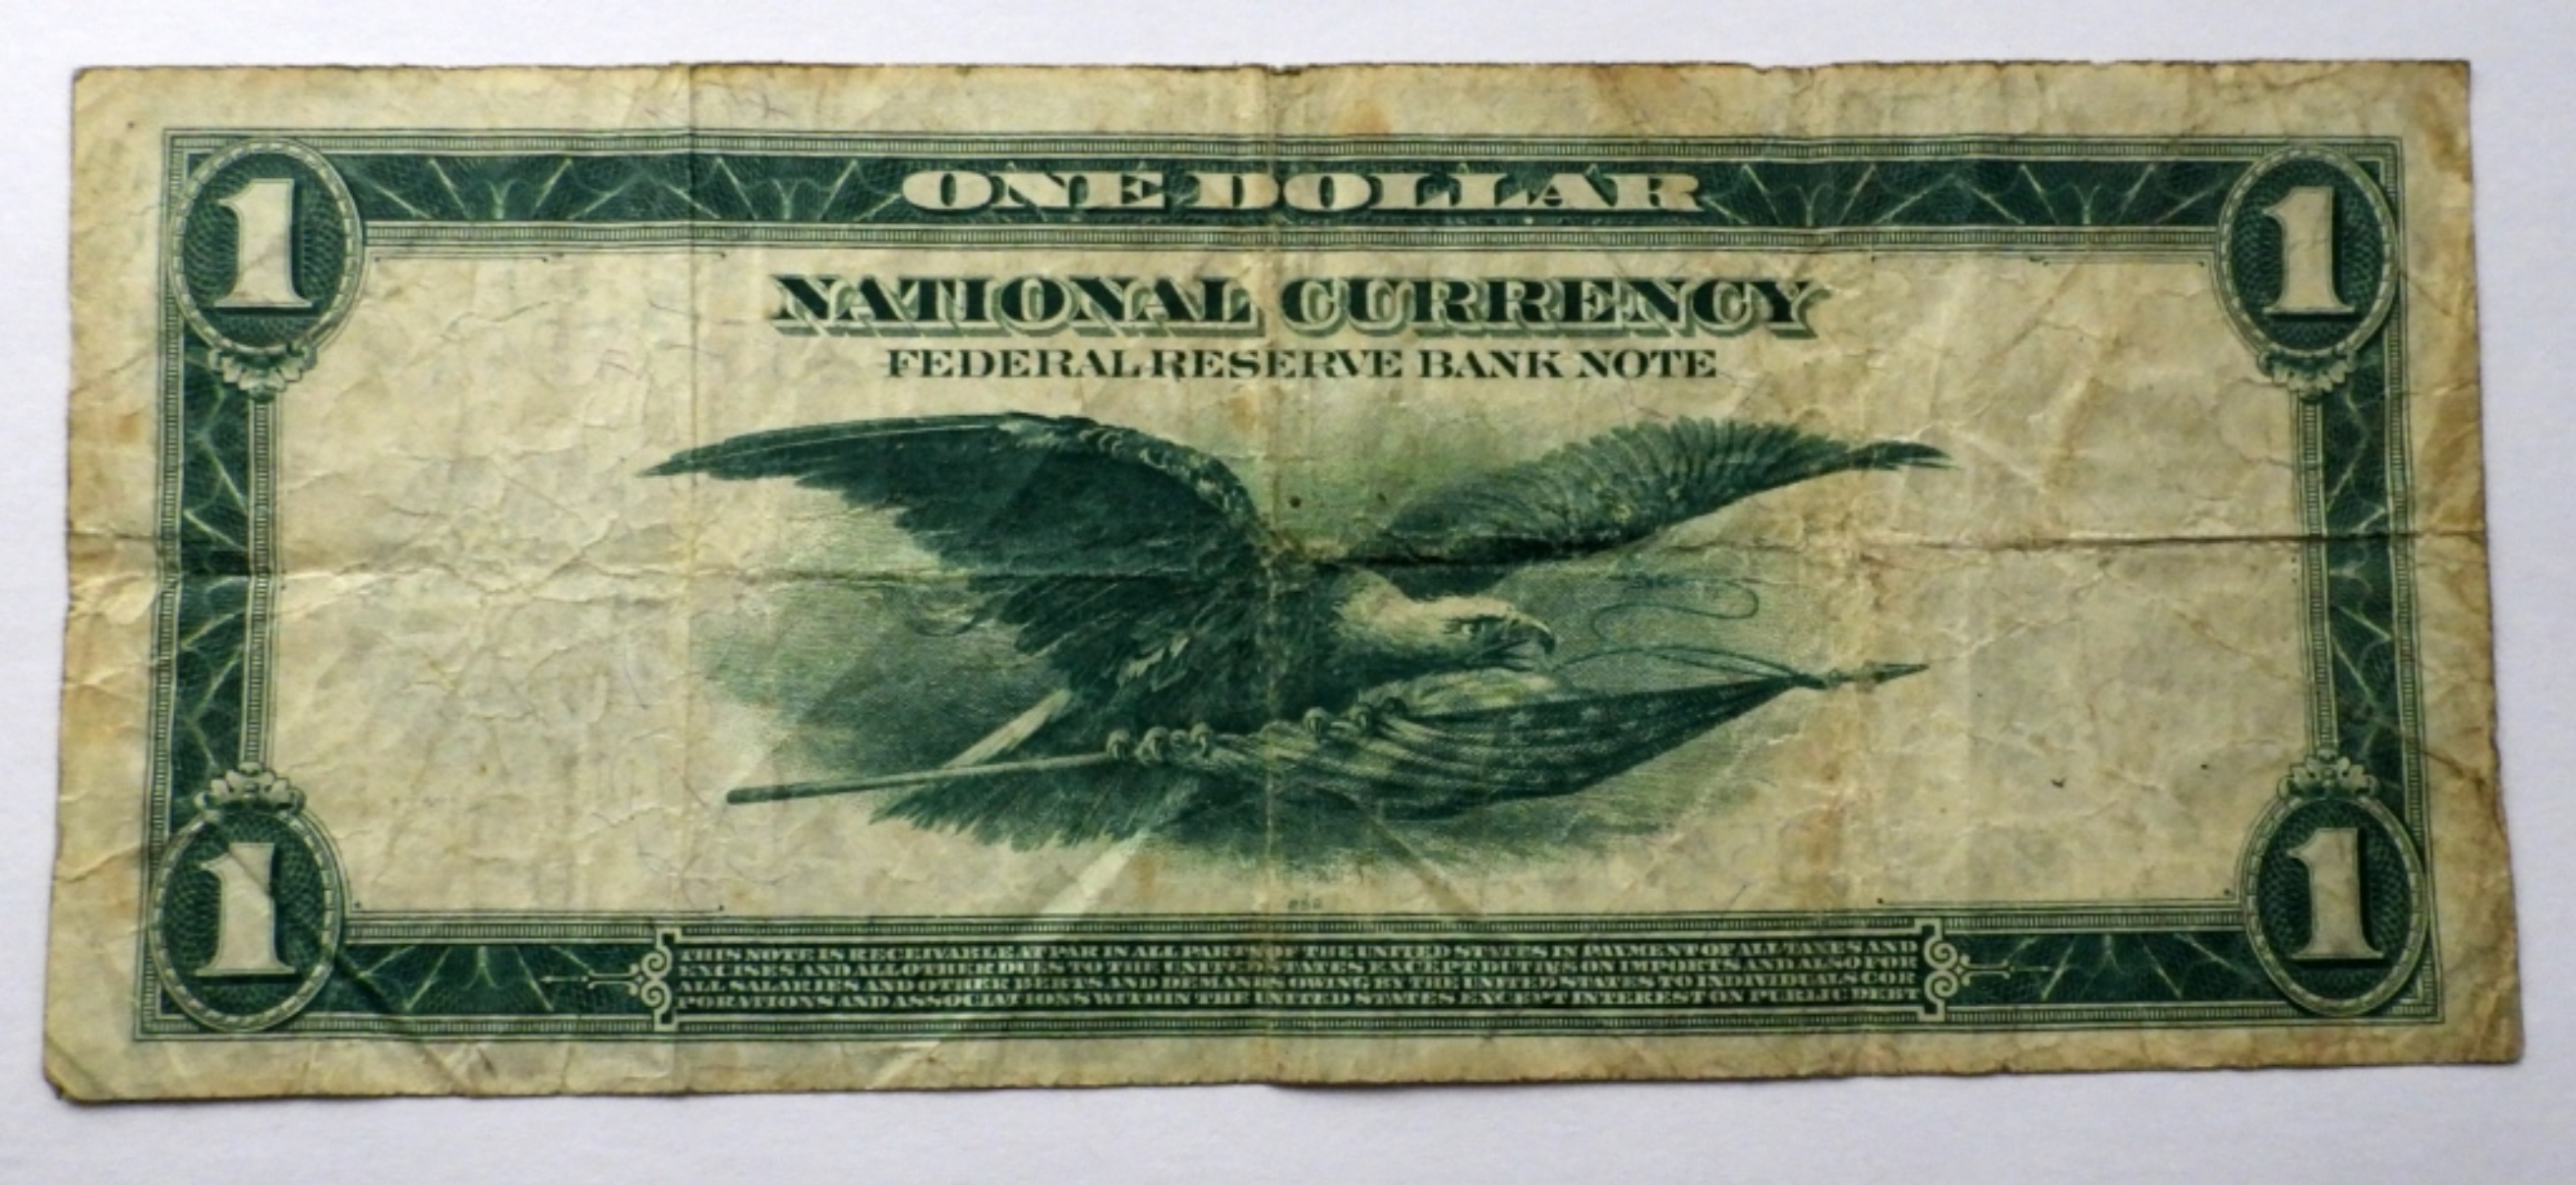 1 ONE DOLLAR 1
NATIONAL CURRENCY
FEDERAL RESERVE BANK NOTE
1 1
THIS NOTE IS RECEIVABLE AT PAR IN ALL PARTS OF THE UNITED STATES IN PAYMENT OF ALL TAXES AND
EXCISES AND ALL OTHER DUES TO THE UNITED STATES EXCEPT DUTIES ON IMPORTS AND ALSO FOR
ALL SALARIES AND OTHER DEBTS AND DEMANDS OWING BY THE UNITED STATES TO INDIVIDUALS COR
PORATIONS AND ASSOCIATIONS WITHIN THE UNITED STATES EXCEPT INTEREST ON PUBLIC DEBT